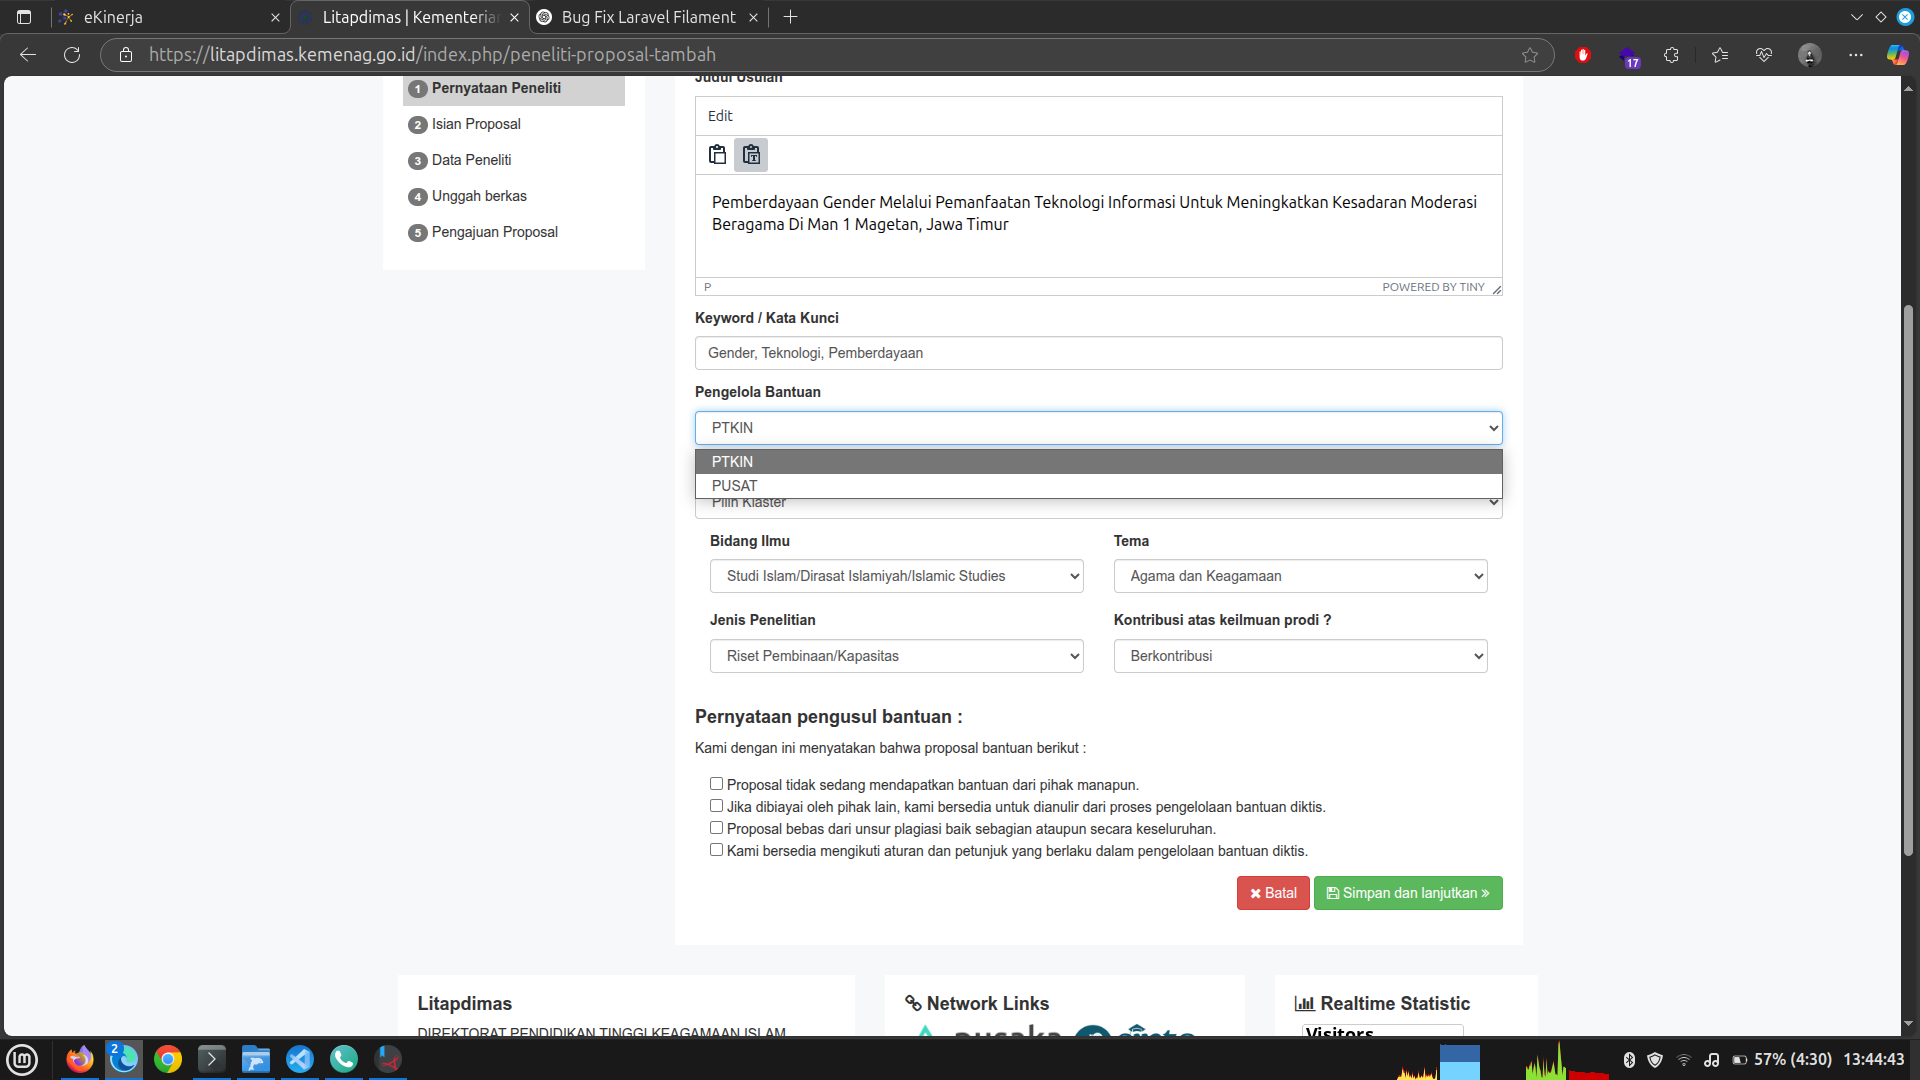 eKinerja
Litapdimas | Kementerian
Bug Fix Laravel Filament
https://litapdimas.kemenag.go.id/index.php/peneliti-proposal-tambah
17
1 Pernyataan Peneliti
2 Isian Proposal
3 Data Peneliti
4 Unggah berkas
5 Pengajuan Proposal
Judul Usulan
Edit
Pemberdayaan Gender Melalui Pemanfaatan Teknologi Informasi Untuk Meningkatkan Kesadaran Moderasi
Beragama Di Man 1 Magetan, Jawa Timur
P
POWERED BY TINY
Keyword / Kata Kunci
Gender, Teknologi, Pemberdayaan
Pengelola Bantuan
PTKIN
PTKIN
PUSAT
Pilih Klaster
Bidang Ilmu
Tema
Studi Islam/Dirasat Islamiyah/Islamic Studies
Agama dan Keagamaan
Jenis Penelitian
Kontribusi atas keilmuan prodi ?
Riset Pembinaan/Kapasitas
Berkontribusi
Pernyataan pengusul bantuan :
Kami dengan ini menyatakan bahwa proposal bantuan berikut :
Proposal tidak sedang mendapatkan bantuan dari pihak manapun.
Jika dibiayai oleh pihak lain, kami bersedia untuk dianulir dari proses pengelolaan bantuan diktis.
Proposal bebas dari unsur plagiasi baik sebagian ataupun secara keseluruhan.
Kami bersedia mengikuti aturan dan petunjuk yang berlaku dalam pengelolaan bantuan diktis.
Batal
Simpan dan lanjutkan »
Litapdimas
Network Links
Realtime Statistic
DIREKTORAT PENDIDIKAN TINGGI KEAGAMAAN ISLAM
pusaka
Visitors
2
57% (4:30)
13:44:43